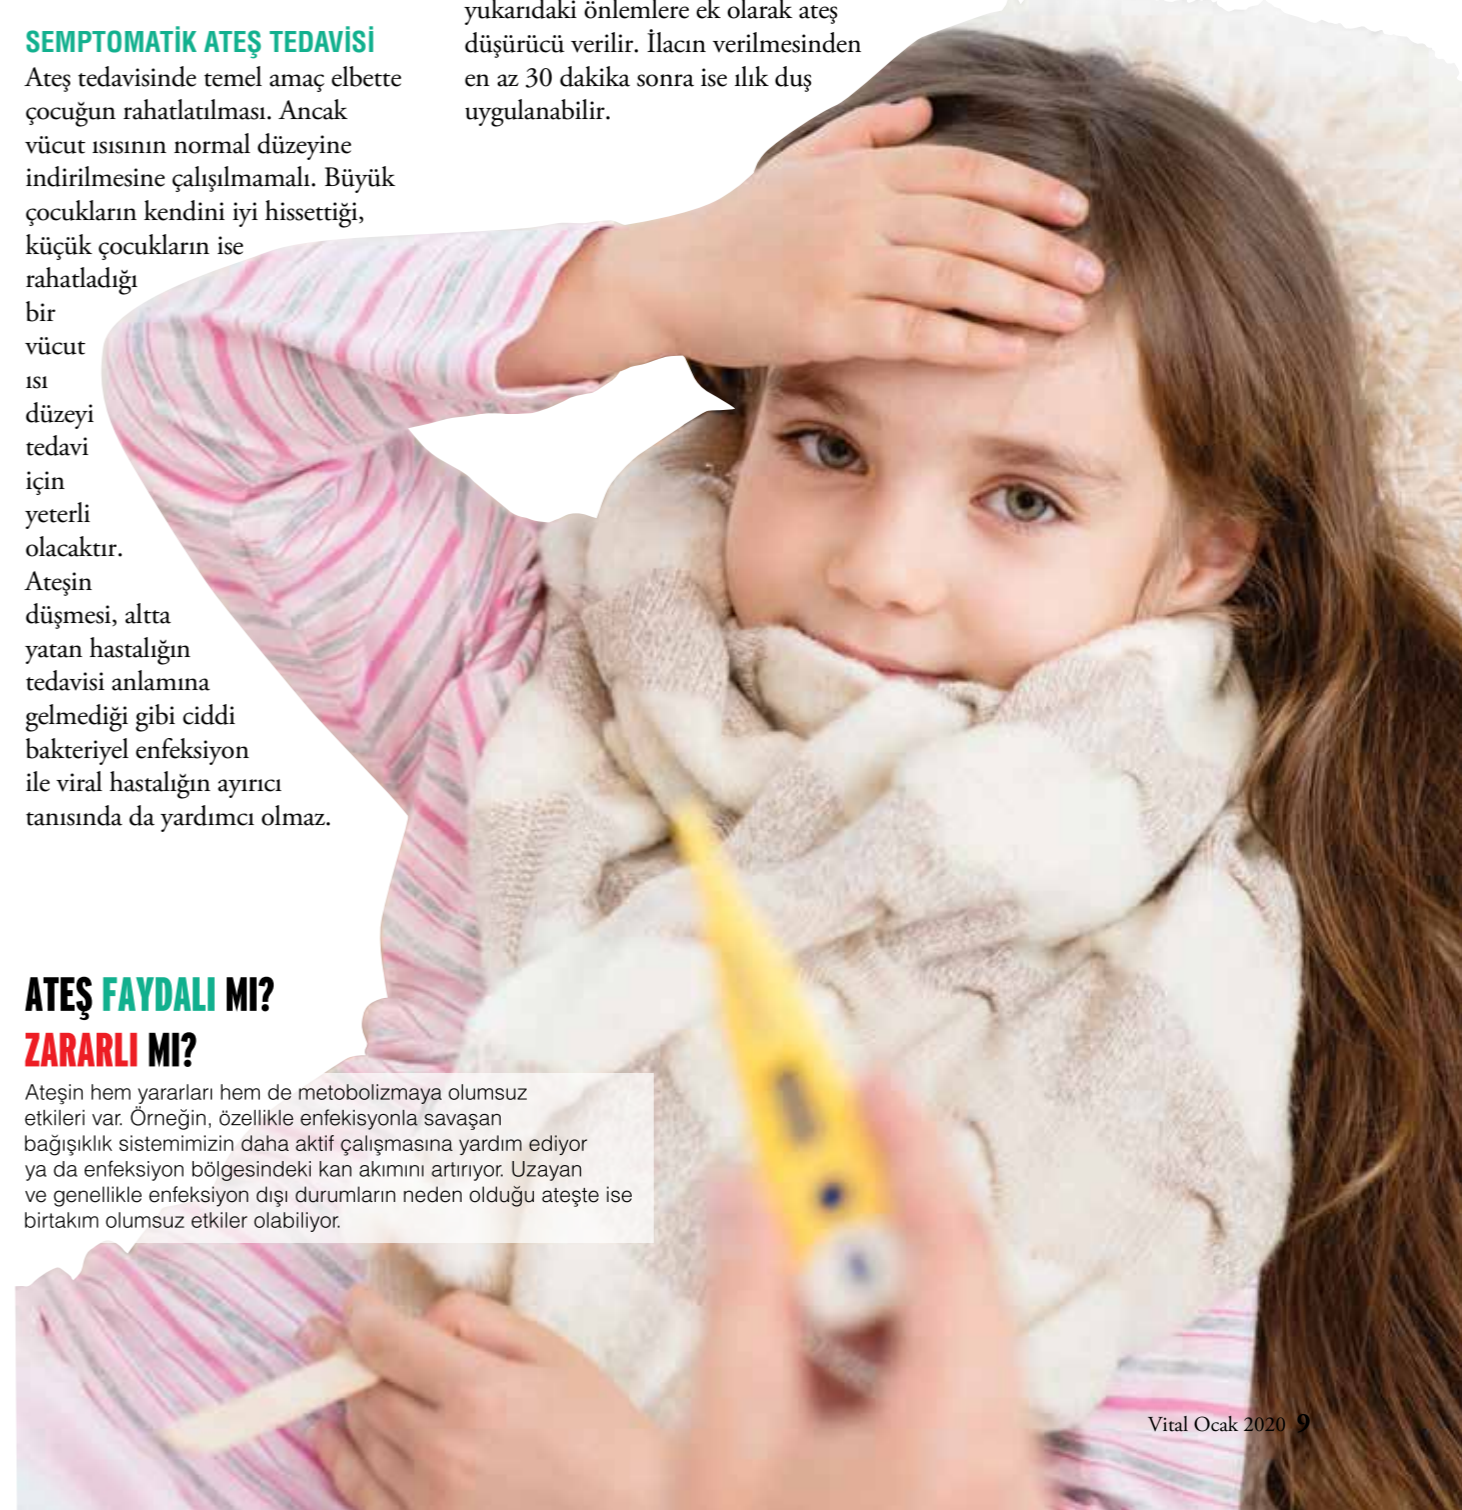 SEMPTOMATİK ATEŞ TEDAVİSİ
Ateş tedavisinde temel amaç elbette
çocuğun rahatlatılması. Ancak
vücut ısısının normal düzeyine
indirilmesine çalışılmamalı. Büyük
çocukların kendini iyi hissettiği,
küçük çocukların ise
rahatladığı
bir
vücut
ısı
düzeyi
tedavi
için
yeterli
olacaktır.
Ateşin
düşmesi, altta
yatan hastalığın
tedavisi anlamına
gelmediği gibi ciddi
bakteriyel enfeksiyon
ile viral hastalığın ayırıcı
tanısında da yardımcı olmaz.
yukarıdaki önlemlere ek olarak ateş
düşürücü verilir. İlacın verilmesinden
en az 30 dakika sonra ise ılık duş
uygulanabilir.
ATEŞ FAYDALI MI?
ZARARLI MI?
Ateşin hem yararları hem de metobolizmaya olumsuz
etkileri var. Örneğin, özellikle enfekisyonla savaşan
bağışıklık sistemimizin daha aktif çalışmasına yardım ediyor
ya da enfeksiyon bölgesindeki kan akımını artırıyor. Uzayan
ve genellikle enfeksiyon dışı durumların neden olduğu ateşte ise
birtakım olumsuz etkiler olabiliyor.
Vital Ocak 2020 9